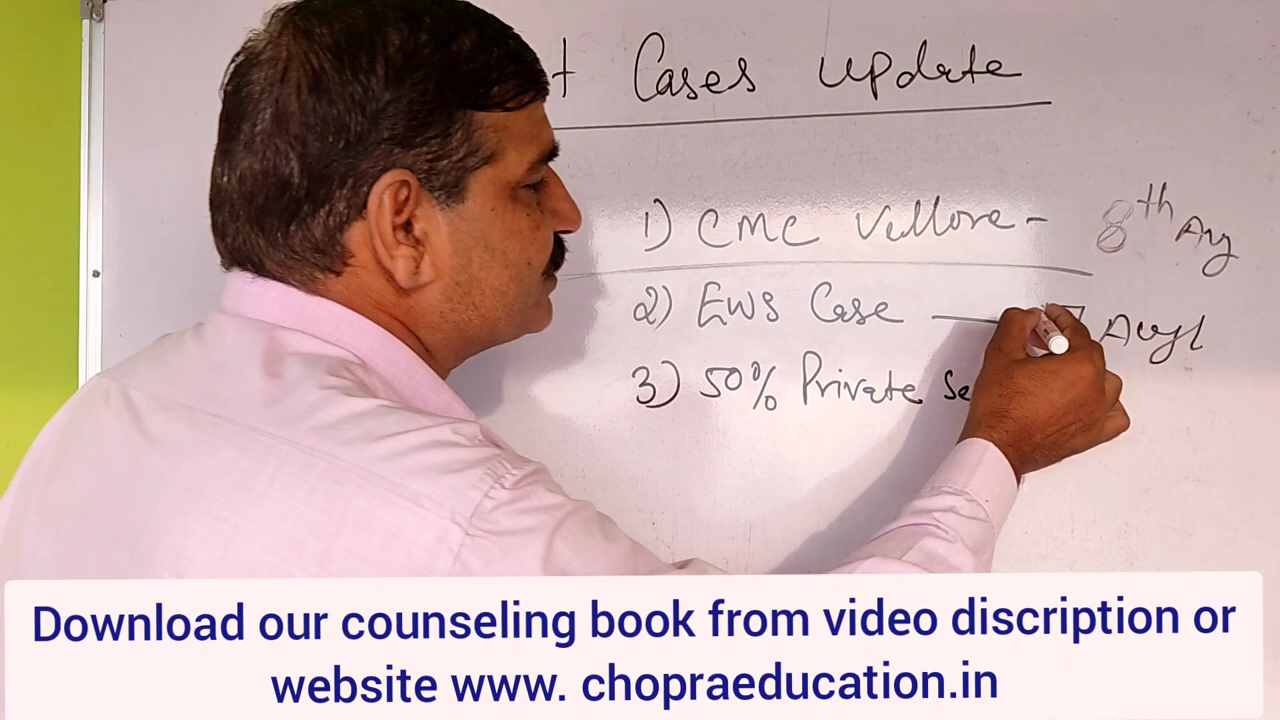 t Cases Update
1) CMC Vellore - 8th Aug
2) EWS Case
3) 50% Private Se
Download our counseling book from video discription or
website www. chopraeducation.in